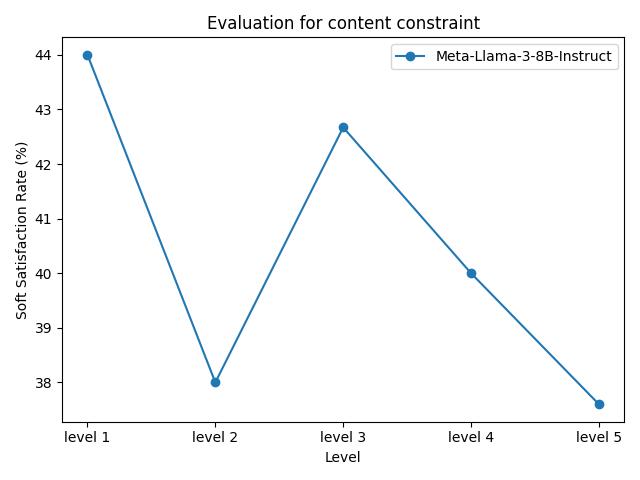 Evaluation for content constraint
Meta-Llama-3-8B-Instruct
Soft Satisfaction Rate (%)
44
43
42
41
40
39
38
level 1 level 2 level 3 level 4 level 5
Level